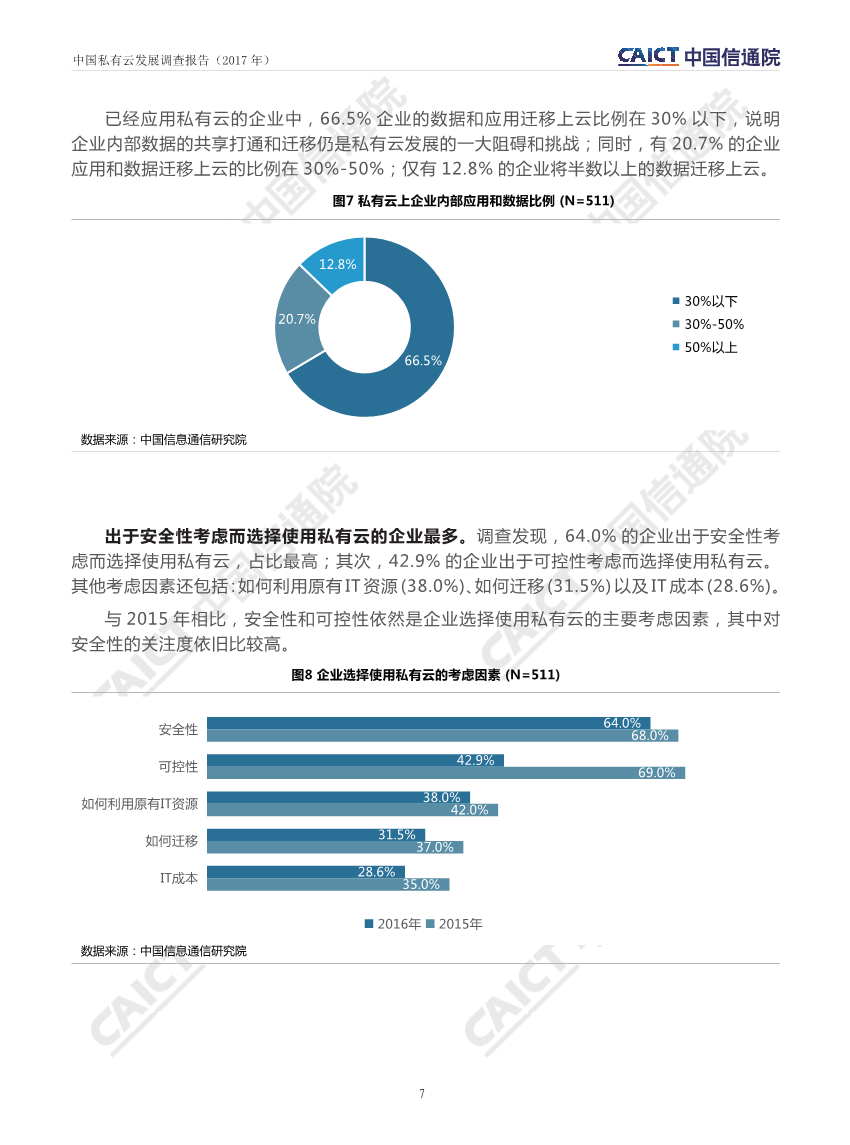 中国私有云发展调查报告（2017 年）
CAICT 中国信通院
已经应用私有云的企业中，66.5% 企业的数据和应用迁移上云比例在 30% 以下，说明
企业内部数据的共享打通和迁移仍是私有云发展的一大阻碍和挑战；同时，有 20.7% 的企业
应用和数据迁移上云的比例在 30%-50%；仅有 12.8% 的企业将半数以上的数据迁移上云。
图7 私有云上企业内部应用和数据比例 (N=511)
12.8%
20.7%
66.5%
30%以下
30%-50%
50%以上
数据来源：中国信息通信研究院
出于安全性考虑而选择使用私有云的企业最多。调查发现，64.0% 的企业出于安全性考
虑而选择使用私有云，占比最高；其次，42.9% 的企业出于可控性考虑而选择使用私有云。
其他考虑因素还包括：如何利用原有 IT 资源 (38.0%)、如何迁移 (31.5%) 以及 IT 成本 (28.6%)。
与 2015 年相比，安全性和可控性依然是企业选择使用私有云的主要考虑因素，其中对
安全性的关注度依旧比较高。
图8 企业选择使用私有云的考虑因素 (N=511)
安全性
64.0%
68.0%
可控性
42.9%
69.0%
如何利用原有IT资源
38.0%
42.0%
如何迁移
31.5%
37.0%
IT成本
28.6%
35.0%
2016年 2015年
数据来源：中国信息通信研究院
7